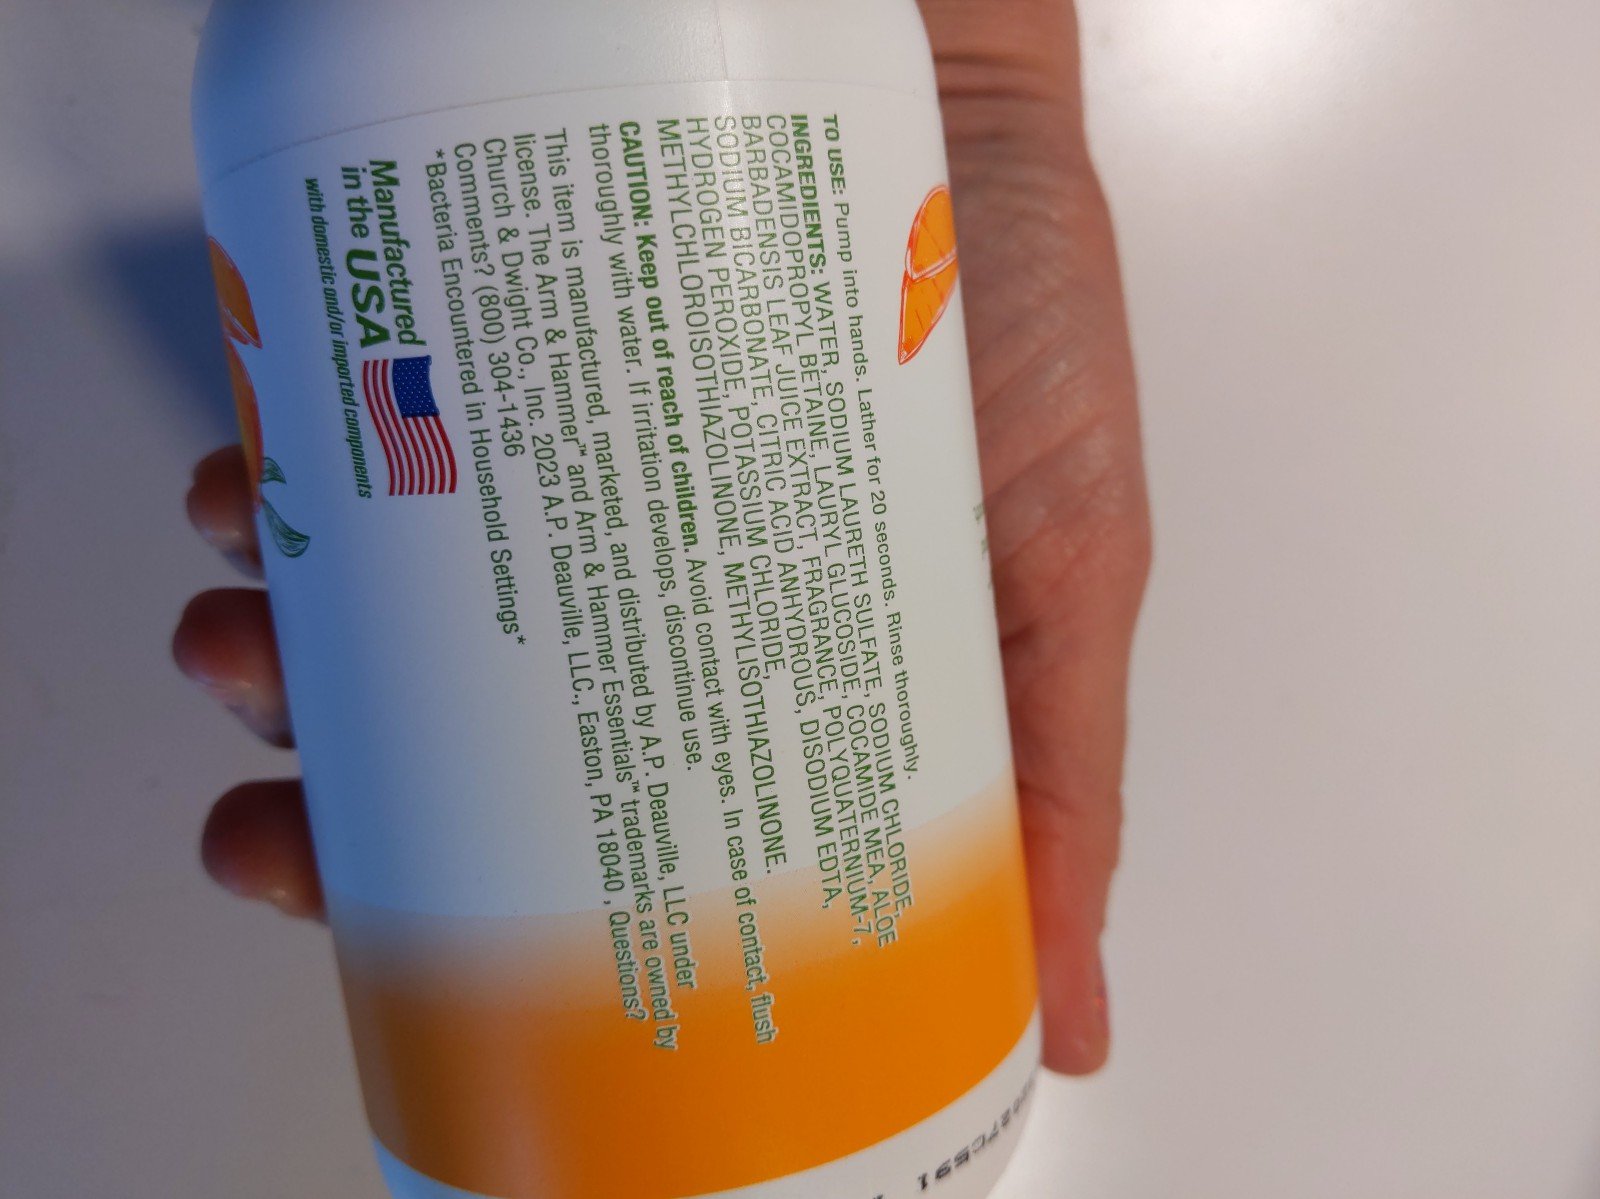 TO USE: Pump into hands. Lather for 20 seconds. Rinse thoroughly.
INGREDIENTS: WATER, SODIUM LAURETH SULFATE, SODIUM CHLORIDE,
COCAMIDOPROPYL BETAINE, LAURYL GLUCOSIDE, COCAMIDE MEA, ALOE
BARBADENSIS LEAF JUICE EXTRACT, FRAGRANCE, POLYQUATERNIUM-7,
SODIUM BICARBONATE, CITRIC ACID ANHYDROUS, DISODIUM EDTA,
HYDROGEN PEROXIDE, POTASSIUM CHLORIDE,
METHYLCHLOROISOTHIAZOLINONE, METHYLISOTHIAZOLINONE.
CAUTION: Keep out of reach of children. Avoid contact with eyes. In case of contact, flush
thoroughly with water. If irritation develops, discontinue use.
This item is manufactured, marketed, and distributed by A.P. Deauville, LLC under
license. The Arm & Hammer™ and Arm & Hammer Essentials™ trademarks are owned by
Church & Dwight Co., Inc. 2023 A.P. Deauville, LLC., Easton, PA 18040 , Questions?
Comments? (800) 304-1436
*Bacteria Encountered in Household Settings*
Manufactured
in the USA
with domestic and/or imported components